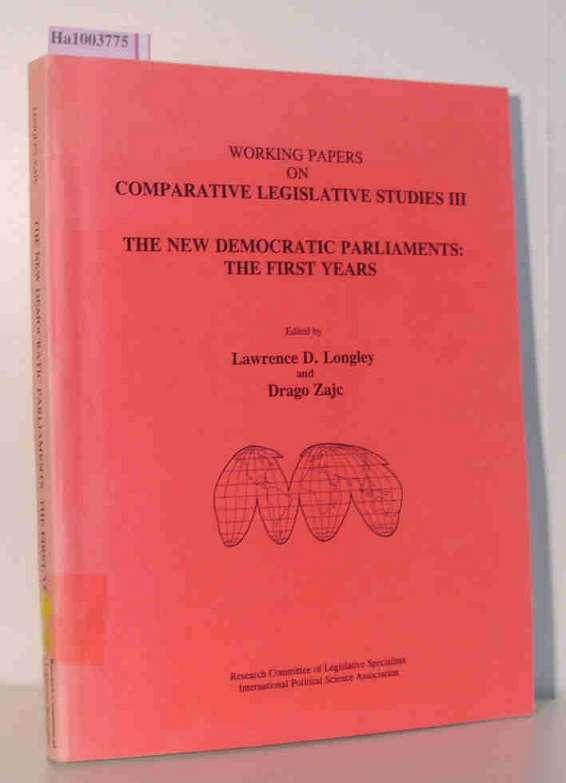 Ha1003775
WORKING PAPERS
ON
COMPARATIVE LEGISLATIVE STUDIES III
THE NEW DEMOCRATIC PARLIAMENTS:
THE FIRST YEARS
Edited by
Lawrence D. Longley
and
Drago Zajc
Research Committee of Legislative Specialists
International Political Science Association
THE NEW DEMOCRATIC PARLIAMENTS: THE FIRST